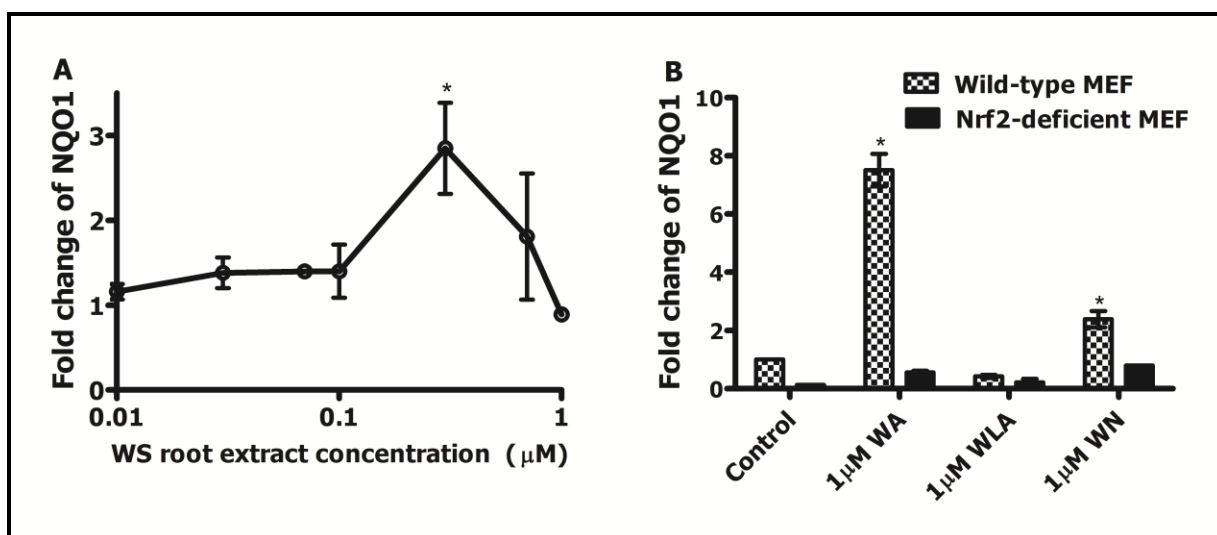 A
Fold change of NQO1
3
2
1
0
*
0.01
0.1
1
WS root extract concentration (μM)
B
Wild-type MEF
Nrf2-deficient MEF
Fold change of NQO1
10
8
6
4
2
0
*
*
Control
1μM WA
1μM WLA
1μM WN